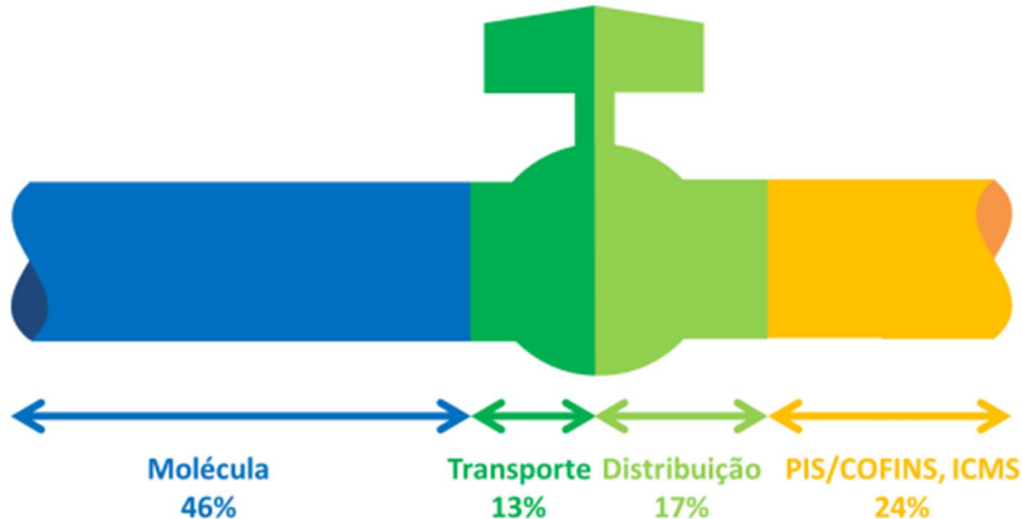 Molécula
46%
Transporte
13%
Distribuição
17%
PIS/COFINS, ICMS
24%